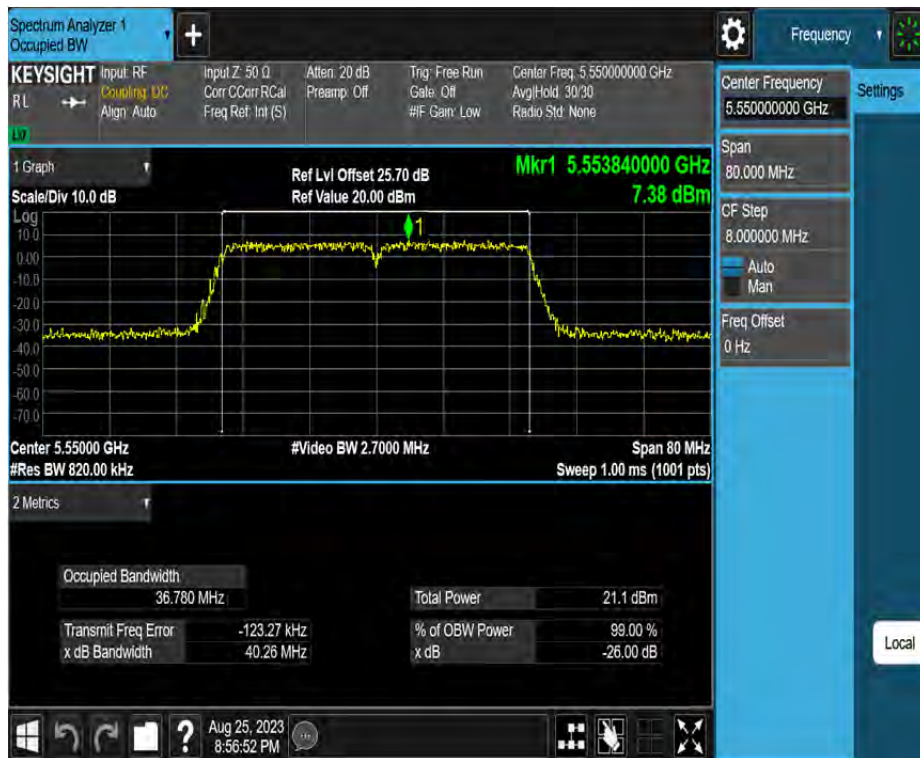 Spectrum Analyzer 1
Occupied BW
Frequency
KEYSIGHT
RL
Input: RF
Coupling: DC
Align: Auto
Input Z: 50 Ω
Corr CCorr RCal
Freq Ref: Int (S)
Atten: 20 dB
Preamp: Off
Trig: Free Run
Gate: Off
#IF Gain: Low
Center Freq: 5.550000000 GHz
Avg|Hold: 30/30
Radio Std: None
Center Frequency
5.550000000 GHz
Settings
Span
80.000 MHz
CF Step
8.000000 MHz
Auto
Man
Freq Offset
0 Hz
Local
1 Graph
Scale/Div 10.0 dB
Ref Lvl Offset 25.70 dB
Ref Value 20.00 dBm
Mkr1 5.553840000 GHz
7.38 dBm
Log
10.0
0.00
-10.0
-20.0
-30.0
-40.0
-50.0
-60.0
-70.0
1
Center 5.55000 GHz
#Res BW 820.00 kHz
#Video BW 2.7000 MHz
Span 80 MHz
Sweep 1.00 ms (1001 pts)
2 Metrics
Occupied Bandwidth
36.780 MHz
Total Power 21.1 dBm
Transmit Freq Error -123.27 kHz
% of OBW Power 99.00 %
x dB Bandwidth 40.26 MHz
x dB -26.00 dB
Aug 25, 2023
8:56:52 PM